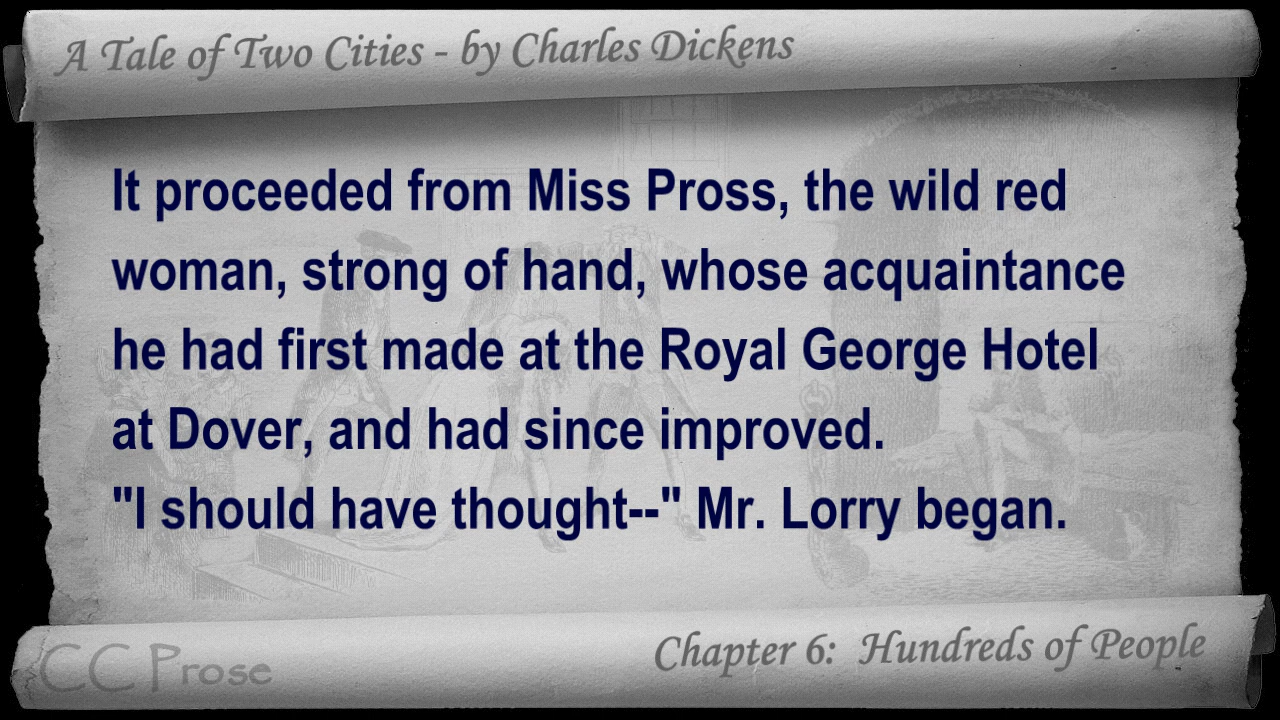 A Tale of Two Cities - by Charles Dickens
It proceeded from Miss Pross, the wild red
woman, strong of hand, whose acquaintance
he had first made at the Royal George Hotel
at Dover, and had since improved.
"I should have thought--" Mr. Lorry began.
CC Prose
Chapter 6: Hundreds of People